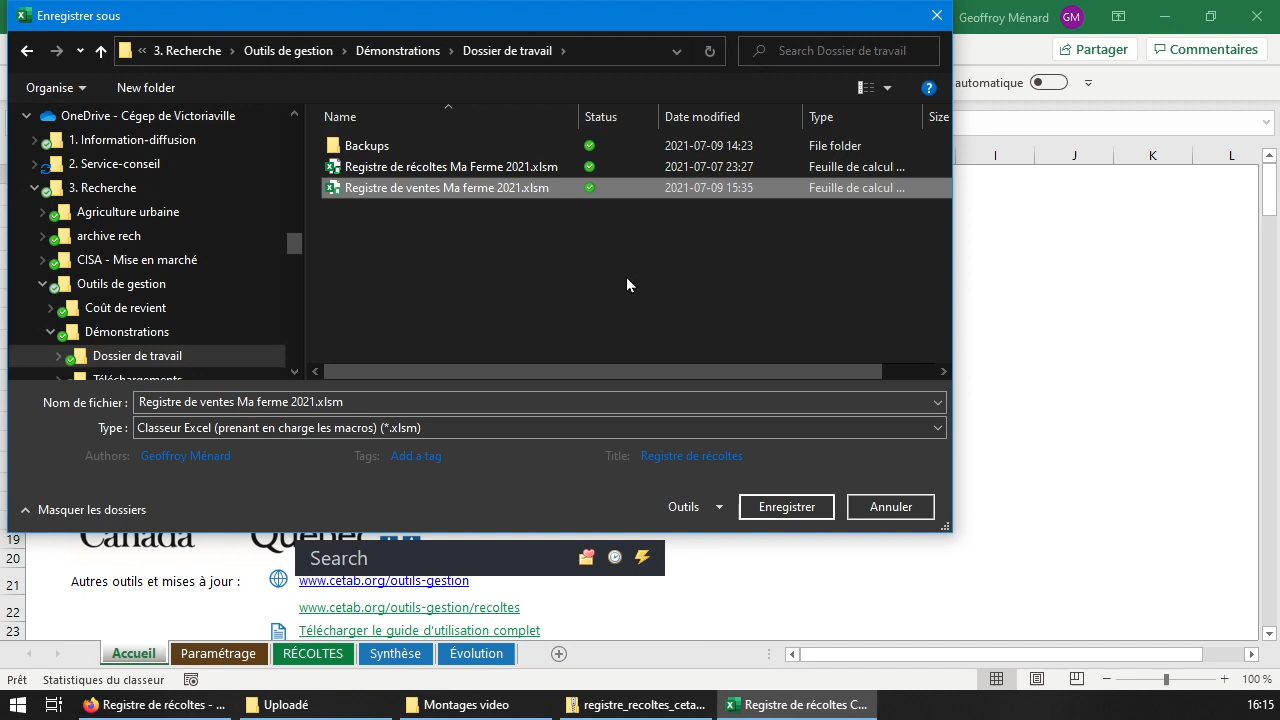 Enregistrer sous
Geoffroy Ménard GM
3. Recherche Outils de gestion Démonstrations Dossier de travail
Search Dossier de travail
Partager Commentaires
Organise New folder
automatique
OneDrive - Cégep de Victoriaville
1. Information-diffusion
2. Service-conseil
3. Recherche
Agriculture urbaine
archive rech
CISA - Mise en marché
Outils de gestion
Coût de revient
Démonstrations
Dossier de travail
Téléchargements
Name Status Date modified Type Size
Backups 2021-07-09 14:23 File folder
Registre de récoltes Ma Ferme 2021.xlsm 2021-07-07 23:27 Feuille de calcul ...
Registre de ventes Ma ferme 2021.xlsm 2021-07-09 15:35 Feuille de calcul ...
I J K L
Nom de fichier : Registre de ventes Ma ferme 2021.xlsm
Type : Classeur Excel (prenant en charge les macros) (*.xlsm)
Authors: Geoffroy Ménard Tags: Add a tag Title: Registre de récoltes
Masquer les dossiers Outils Enregistrer Annuler
19 Canada Québec
20
Search
21 Autres outils et mises à jour : www.cetab.org/outils-gestion
22 www.cetab.org/outils-gestion/recoltes
23 Télécharger le guide d'utilisation complet
Accueil Paramétrage RÉCOLTES Synthèse Évolution
Prêt Statistiques du classeur 100 %
Registre de récoltes - ... Uploadé Montages video registre_recoltes_ceta... Registre de récoltes C... 16:15